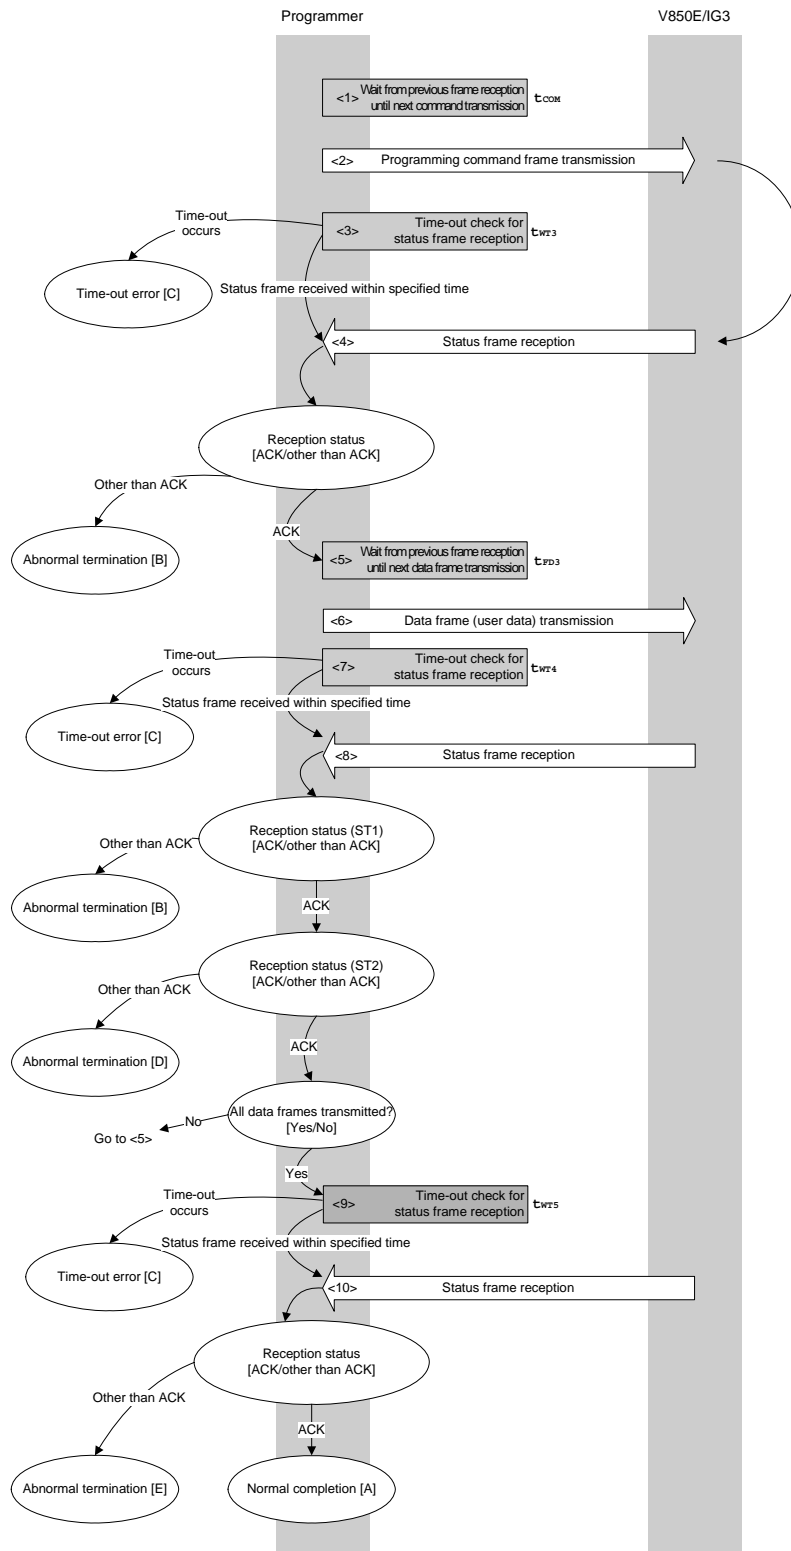 Programmer
V850E/IG3
<1>
Wait from previous frame reception
until next command transmission
tCOM
<2>
Programming command frame transmission
Time-out
occurs
<3>
Time-out check for
status frame reception
tWT3
Time-out error [C]
Status frame received within specified time
<4>
Status frame reception
Reception status
[ACK/other than ACK]
Other than ACK
ACK
Abnormal termination [B]
<5>
Wait from previous frame reception
until next data frame transmission
tFD3
<6>
Data frame (user data) transmission
Time-out
occurs
<7>
Time-out check for
status frame reception
tWT4
Status frame received within specified time
Time-out error [C]
<8>
Status frame reception
Reception status (ST1)
[ACK/other than ACK]
Other than ACK
Abnormal termination [B]
ACK
Reception status (ST2)
[ACK/other than ACK]
Other than ACK
Abnormal termination [D]
ACK
All data frames transmitted?
[Yes/No]
No
Go to <5>
Yes
Time-out
occurs
<9>
Time-out check for
status frame reception
tWT5
Status frame received within specified time
Time-out error [C]
<10>
Status frame reception
Reception status
[ACK/other than ACK]
Other than ACK
ACK
Abnormal termination [E]
Normal completion [A]